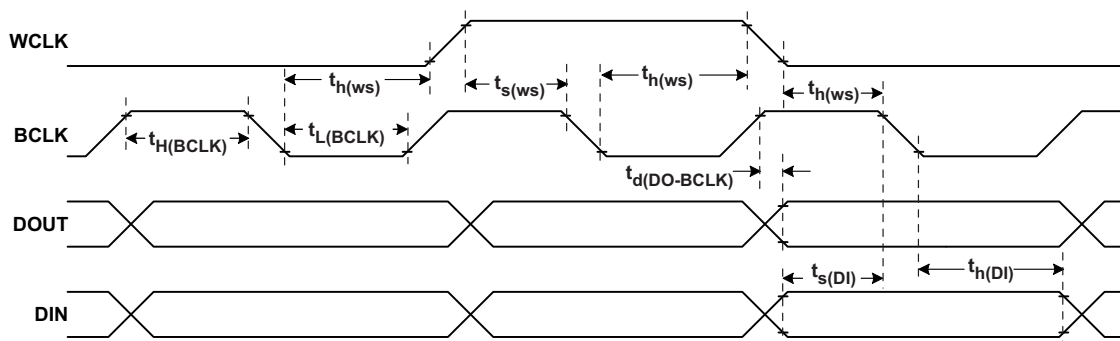 WCLK
t_h(ws) t_s(ws) t_h(ws) t_h(ws)
BCLK
t_H(BCLK) t_L(BCLK)
t_d(DO-BCLK)
DOUT
t_s(DI) t_h(DI)
DIN